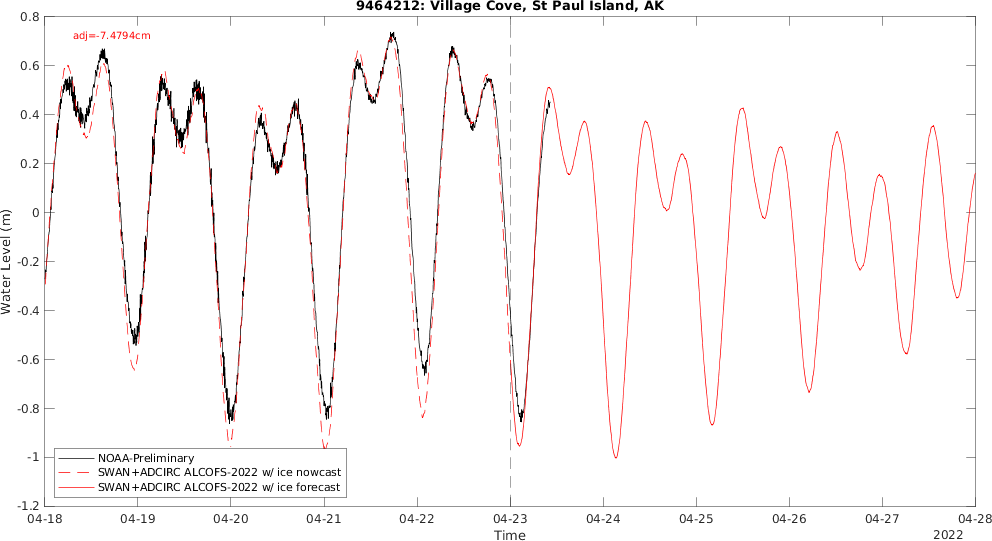 9464212: Village Cove, St Paul Island, AK
adj=-7.4794cm
Water Level (m)
0.8
0.6
0.4
0.2
0
-0.2
-0.4
-0.6
-0.8
-1
-1.2
NOAA-Preliminary
SWAN+ADCIRC ALCOFS-2022 w/ ice nowcast
SWAN+ADCIRC ALCOFS-2022 w/ ice forecast
04-18 04-19 04-20 04-21 04-22 04-23 04-24 04-25 04-26 04-27 04-28
Time
2022